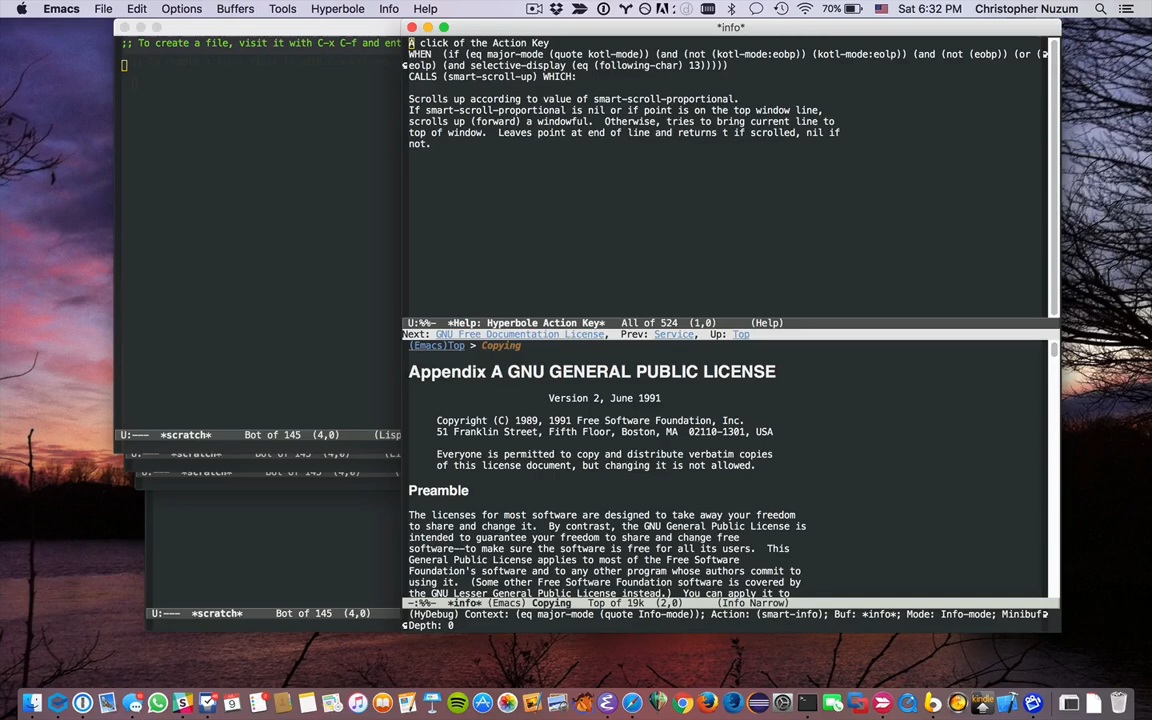 Emacs File Edit Options Buffers Tools Hyperbole Info Help 70% Sat 6:32 PM Christopher Nuzum
;; To create a file, visit it with C-x C-f and ent
U:--- *scratch* Bot of 145 (4,0) (Lisp
U:--- *scratch* Bot of 145 (4,0) (Li
U:--- *scratch* Bot of 145 (4,0) (
U:--- *scratch* Bot of 145 (4,0)
*info*
A click of the Action Key
WHEN (if (eq major-mode (quote kotl-mode)) (and (not (kotl-mode:eobp)) (kotl-mode:eolp)) (and (not (eobp)) (or (
eolp) (and selective-display (eq (following-char) 13)))))
CALLS (smart-scroll-up) WHICH:
Scrolls up according to value of smart-scroll-proportional.
If smart-scroll-proportional is nil or if point is on the top window line,
scrolls up (forward) a windowful. Otherwise, tries to bring current line to
top of window. Leaves point at end of line and returns t if scrolled, nil if
not.
U:%%- *Help: Hyperbole Action Key* All of 524 (1,0) (Help)
Next: GNU Free Documentation License, Prev: Service, Up: Top
(Emacs)Top > Copying
Appendix A GNU GENERAL PUBLIC LICENSE
Version 2, June 1991
Copyright (C) 1989, 1991 Free Software Foundation, Inc.
51 Franklin Street, Fifth Floor, Boston, MA 02110-1301, USA
Everyone is permitted to copy and distribute verbatim copies
of this license document, but changing it is not allowed.
Preamble
The licenses for most software are designed to take away your freedom
to share and change it. By contrast, the GNU General Public License is
intended to guarantee your freedom to share and change free
software--to make sure the software is free for all its users. This
General Public License applies to most of the Free Software
Foundation's software and to any other program whose authors commit to
using it. (Some other Free Software Foundation software is covered by
the GNU Lesser General Public License instead.) You can apply it to
-:%%- *info* (Emacs) Copying Top of 19k (2,0) (Info Narrow)
(HyDebug) Context: (eq major-mode (quote Info-mode)); Action: (smart-info); Buf: *info*; Mode: Info-mode; Minibuf
Depth: 0